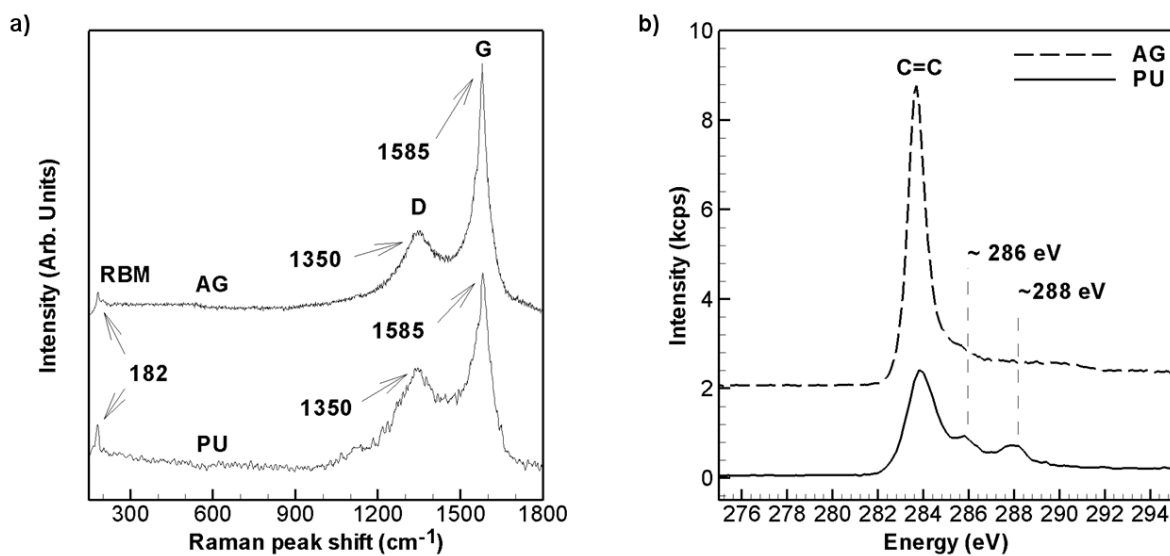 a)
G
1585
D
1350
RBM
AG
1585
182
1350
PU
Intensity (Arb. Units)
300 600 900 1200 1500 1800
Raman peak shift (cm⁻¹)
b)
10
8
6
4
2
0
C=C
AG
PU
~ 286 eV
~288 eV
Intensity (kcps)
276 278 280 282 284 286 288 290 292 294
Energy (eV)